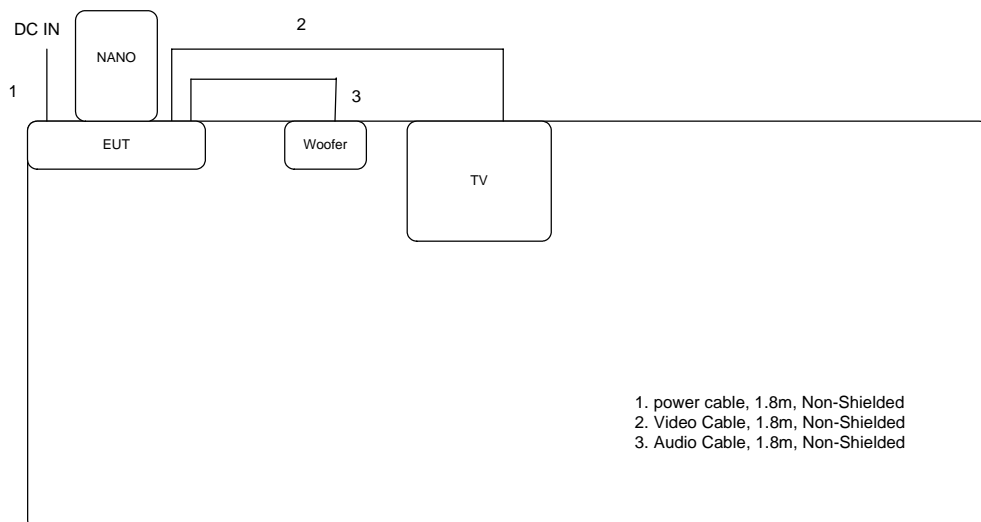 DC IN
NANO
2
1
3
EUT
Woofer
TV
1. power cable, 1.8m, Non-Shielded
2. Video Cable, 1.8m, Non-Shielded
3. Audio Cable, 1.8m, Non-Shielded